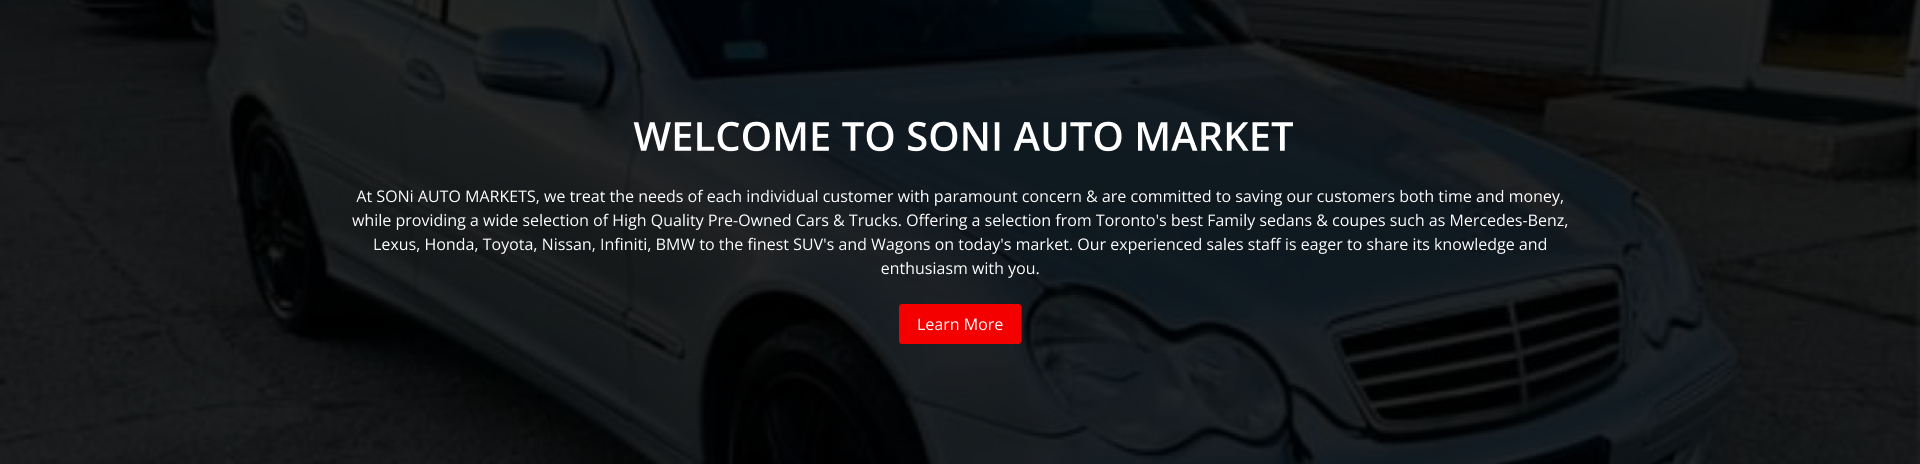 WELCOME TO SONI AUTO MARKET
At SONi AUTO MARKETS, we treat the needs of each individual customer with paramount concern & are committed to saving our customers both time and money,
while providing a wide selection of High Quality Pre-Owned Cars & Trucks. Offering a selection from Toronto's best Family sedans & coupes such as Mercedes-Benz,
Lexus, Honda, Toyota, Nissan, Infiniti, BMW to the finest SUV's and Wagons on today's market. Our experienced sales staff is eager to share its knowledge and
enthusiasm with you.
Learn More